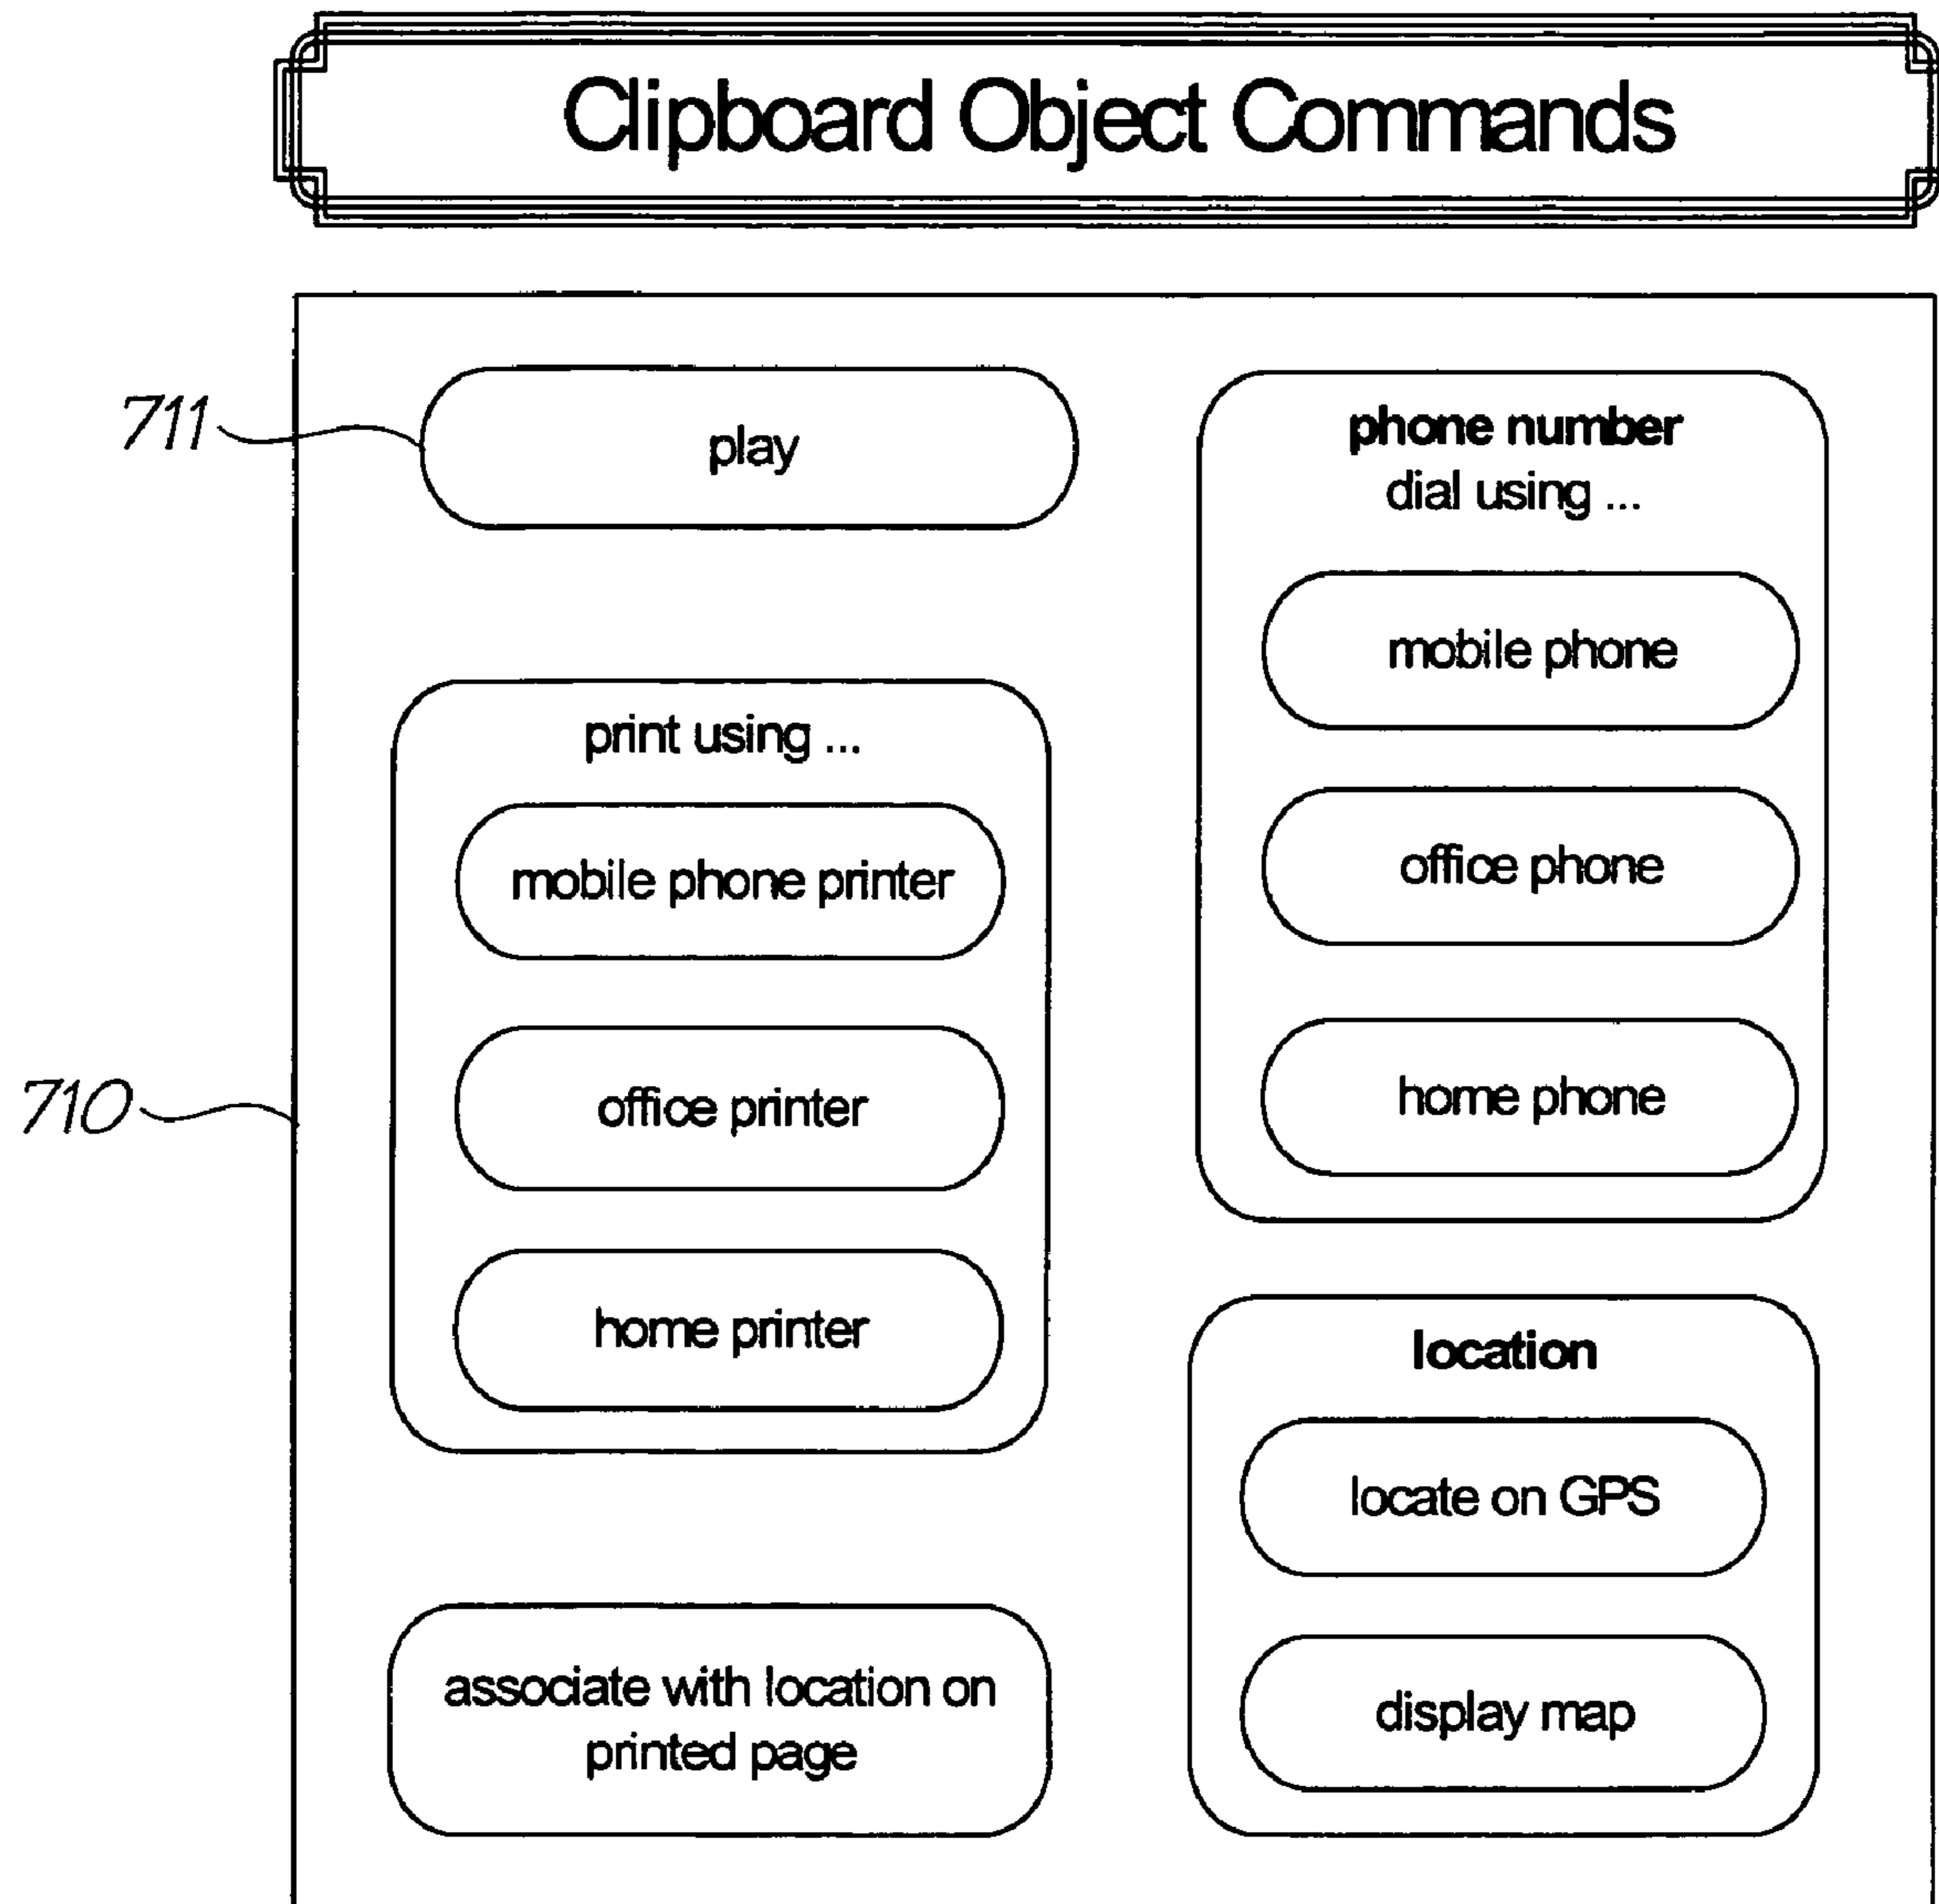 Clipboard Object Commands
711
play
print using ...
mobile phone printer
office printer
710
home printer
associate with location on
printed page
phone number
dial using ...
mobile phone
office phone
home phone
location
locate on GPS
display map